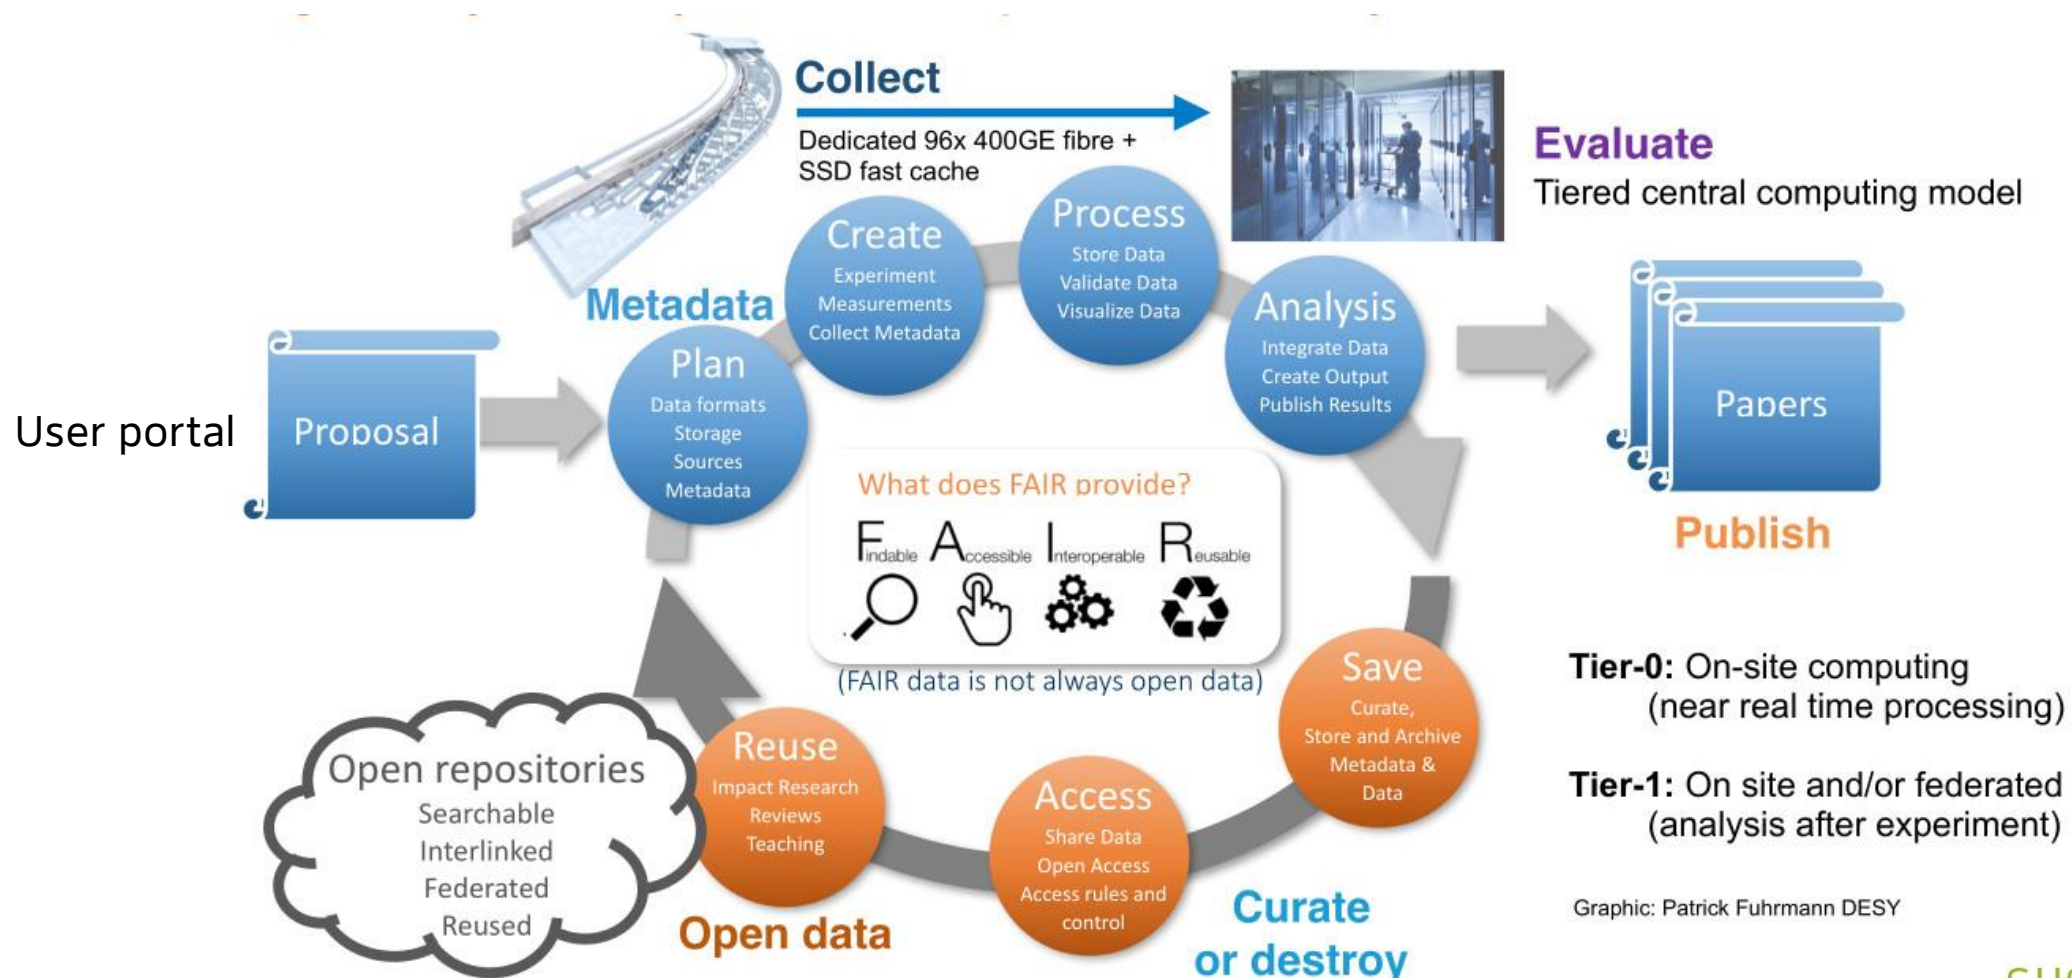 Collect
Dedicated 96x 400GE fibre +
SSD fast cache
Evaluate
Tiered central computing model
Metadata
User portal
Proposal
Plan
Data formats
Storage
Sources
Metadata
Create
Experiment
Measurements
Collect Metadata
Process
Store Data
Validate Data
Visualize Data
Analysis
Integrate Data
Create Output
Publish Results
Papers
Publish
What does FAIR provide?
Findable Accessible Interoperable Reusable
(FAIR data is not always open data)
Save
Curate,
Store and Archive
Metadata &
Data
Access
Share Data
Open Access
Access rules and
control
Reuse
Impact Research
Reviews
Teaching
Open repositories
Searchable
Interlinked
Federated
Reused
Open data
Curate
or destroy
Tier-0: On-site computing
(near real time processing)
Tier-1: On site and/or federated
(analysis after experiment)
Graphic: Patrick Fuhrmann DESY